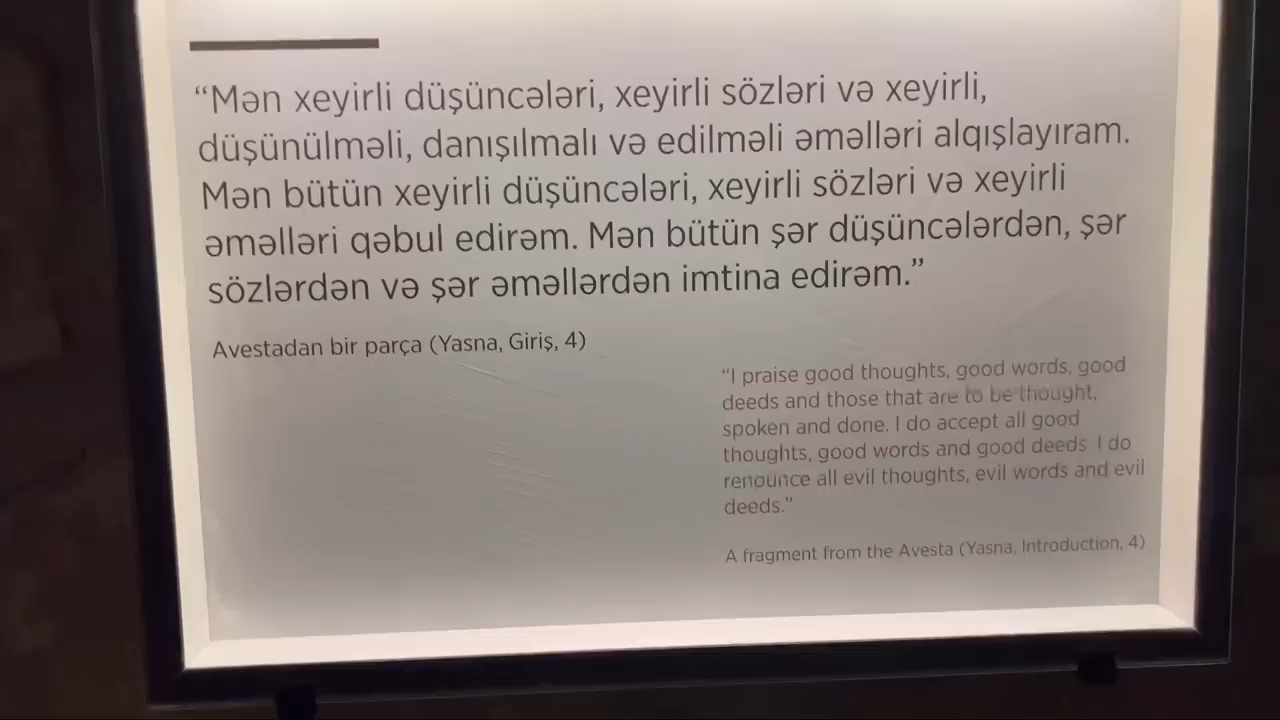 “Mən xeyirli düşüncələri, xeyirli sözləri və xeyirli,
düşünülməli, danışılmalı və edilməli əməlləri alqışlayıram.
Mən bütün xeyirli düşüncələri, xeyirli sözləri və xeyirli
əməlləri qəbul edirəm. Mən bütün şər düşüncələrdən, şər
sözlərdən və şər əməllərdən imtina edirəm.”
Avestadan bir parça (Yasna, Giriş, 4)
“I praise good thoughts, good words, good
deeds and those that are to be thought,
spoken and done. I do accept all good
thoughts, good words and good deeds. I do
renounce all evil thoughts, evil words and evil
deeds.”
A fragment from the Avesta (Yasna, Introduction, 4)